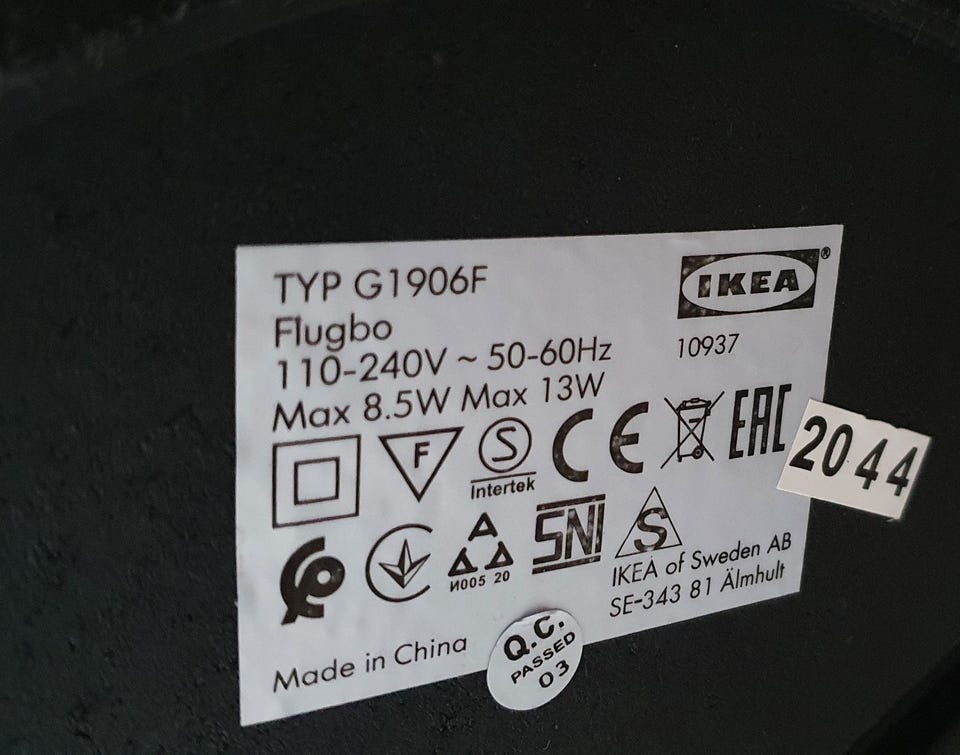 TYP G1906F
Flugbo
110-240V ~ 50-60Hz
Max 8.5W Max 13W
IKEA®
10937
F
S
Intertek
CE
EAC
2044
И005 20
SNI
S
IKEA of Sweden AB
SE-343 81 Älmhult
Made in China
Q.C.
PASSED
03